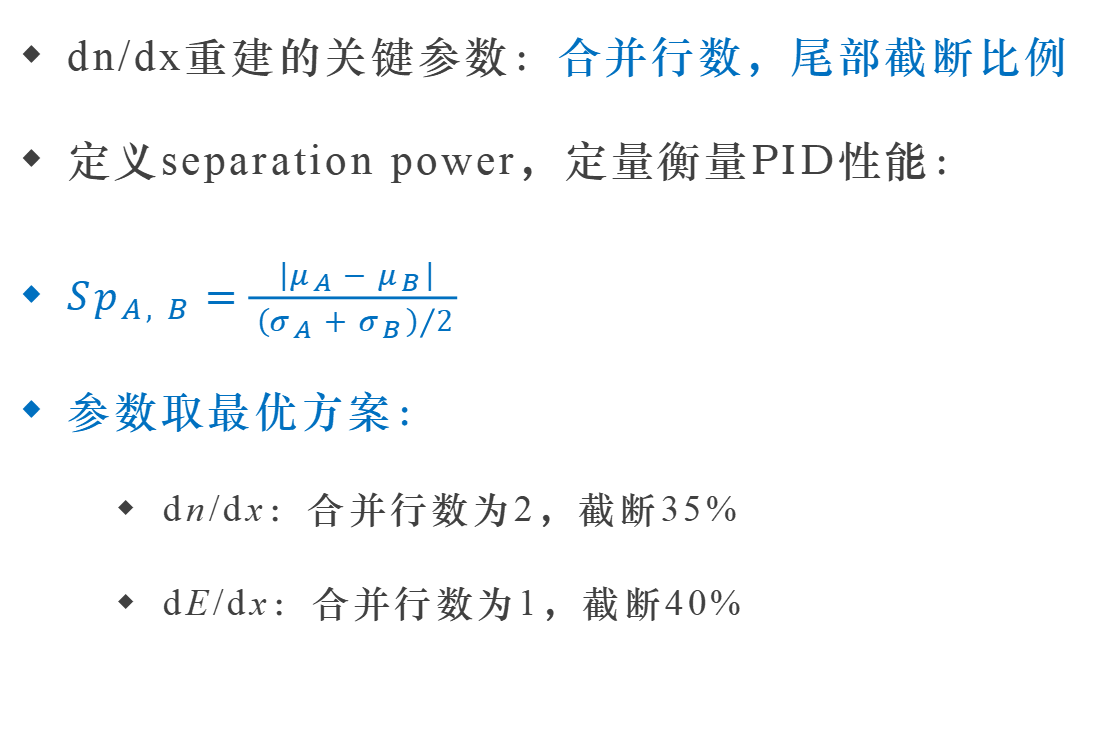 dn/dx重建的关键参数：合并行数，尾部截断比例
定义separation power，定量衡量PID性能：
Sp_{A, B} = \frac{|μ_A − μ_B|}{(σ_A + σ_B)/2}
参数取最优方案：
dn/dx：合并行数为2，截断35%
dE/dx：合并行数为1，截断40%